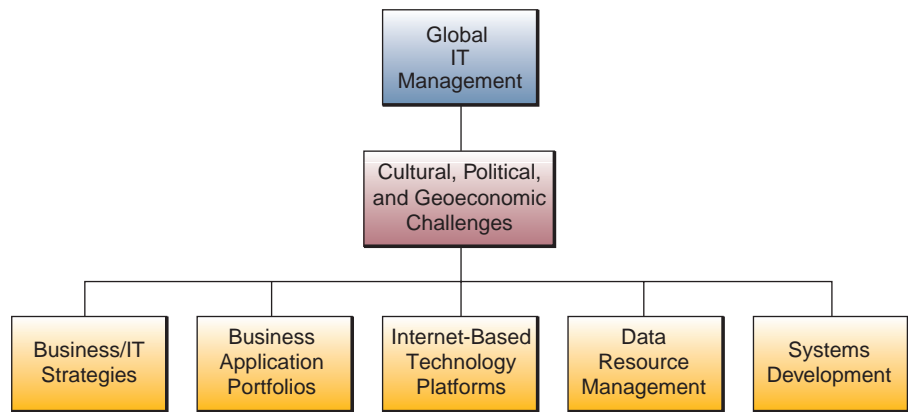 Global
IT
Management
Cultural, Political,
and Geoeconomic
Challenges
Business/IT
Strategies
Business
Application
Portfolios
Internet-Based
Technology
Platforms
Data
Resource
Management
Systems
Development